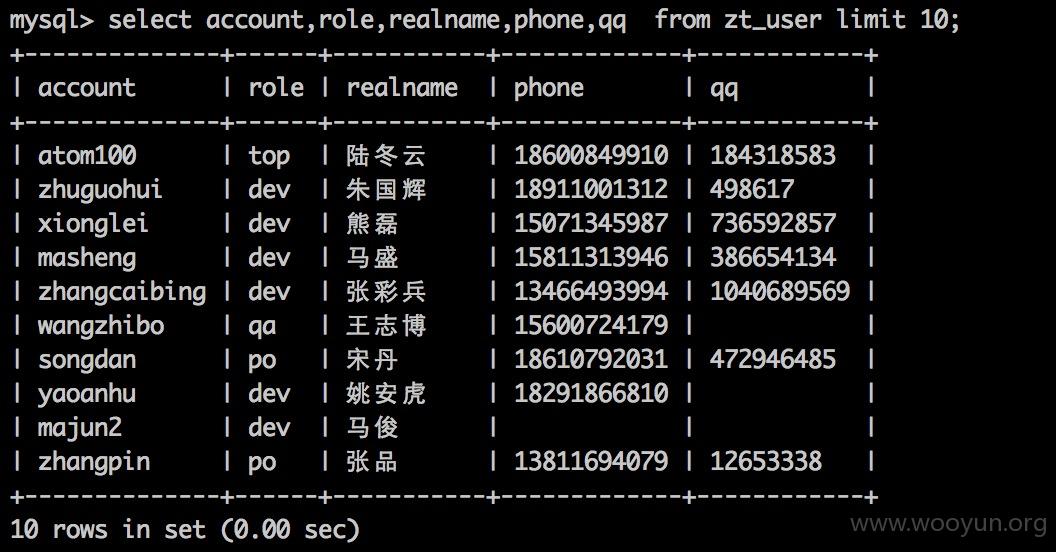 mysql> select account,role,realname,phone,qq  from zt_user limit 10;
+--------------+------+-----------+-------------+------------+
| account      | role | realname  | phone       | qq         |
+--------------+------+-----------+-------------+------------+
| atom100      | top  | 陆冬云    | 18600849910 | 184318583  |
| zhuguohui    | dev  | 朱国辉    | 18911001312 | 498617     |
| xionglei     | dev  | 熊磊      | 15071345987 | 736592857  |
| masheng      | dev  | 马盛      | 15811313946 | 386654134  |
| zhangcaibing | dev  | 张彩兵    | 13466493994 | 1040689569 |
| wangzhibo    | qa   | 王志博    | 15600724179 |            |
| songdan      | po   | 宋丹      | 18610792031 | 472946485  |
| yaoanhu      | dev  | 姚安虎    | 18291866810 |            |
| majun2       | dev  | 马俊      |             |            |
| zhangpin     | po   | 张品      | 13811694079 | 12653338   |
+--------------+------+-----------+-------------+------------+
10 rows in set (0.00 sec)
www.wooyun.org